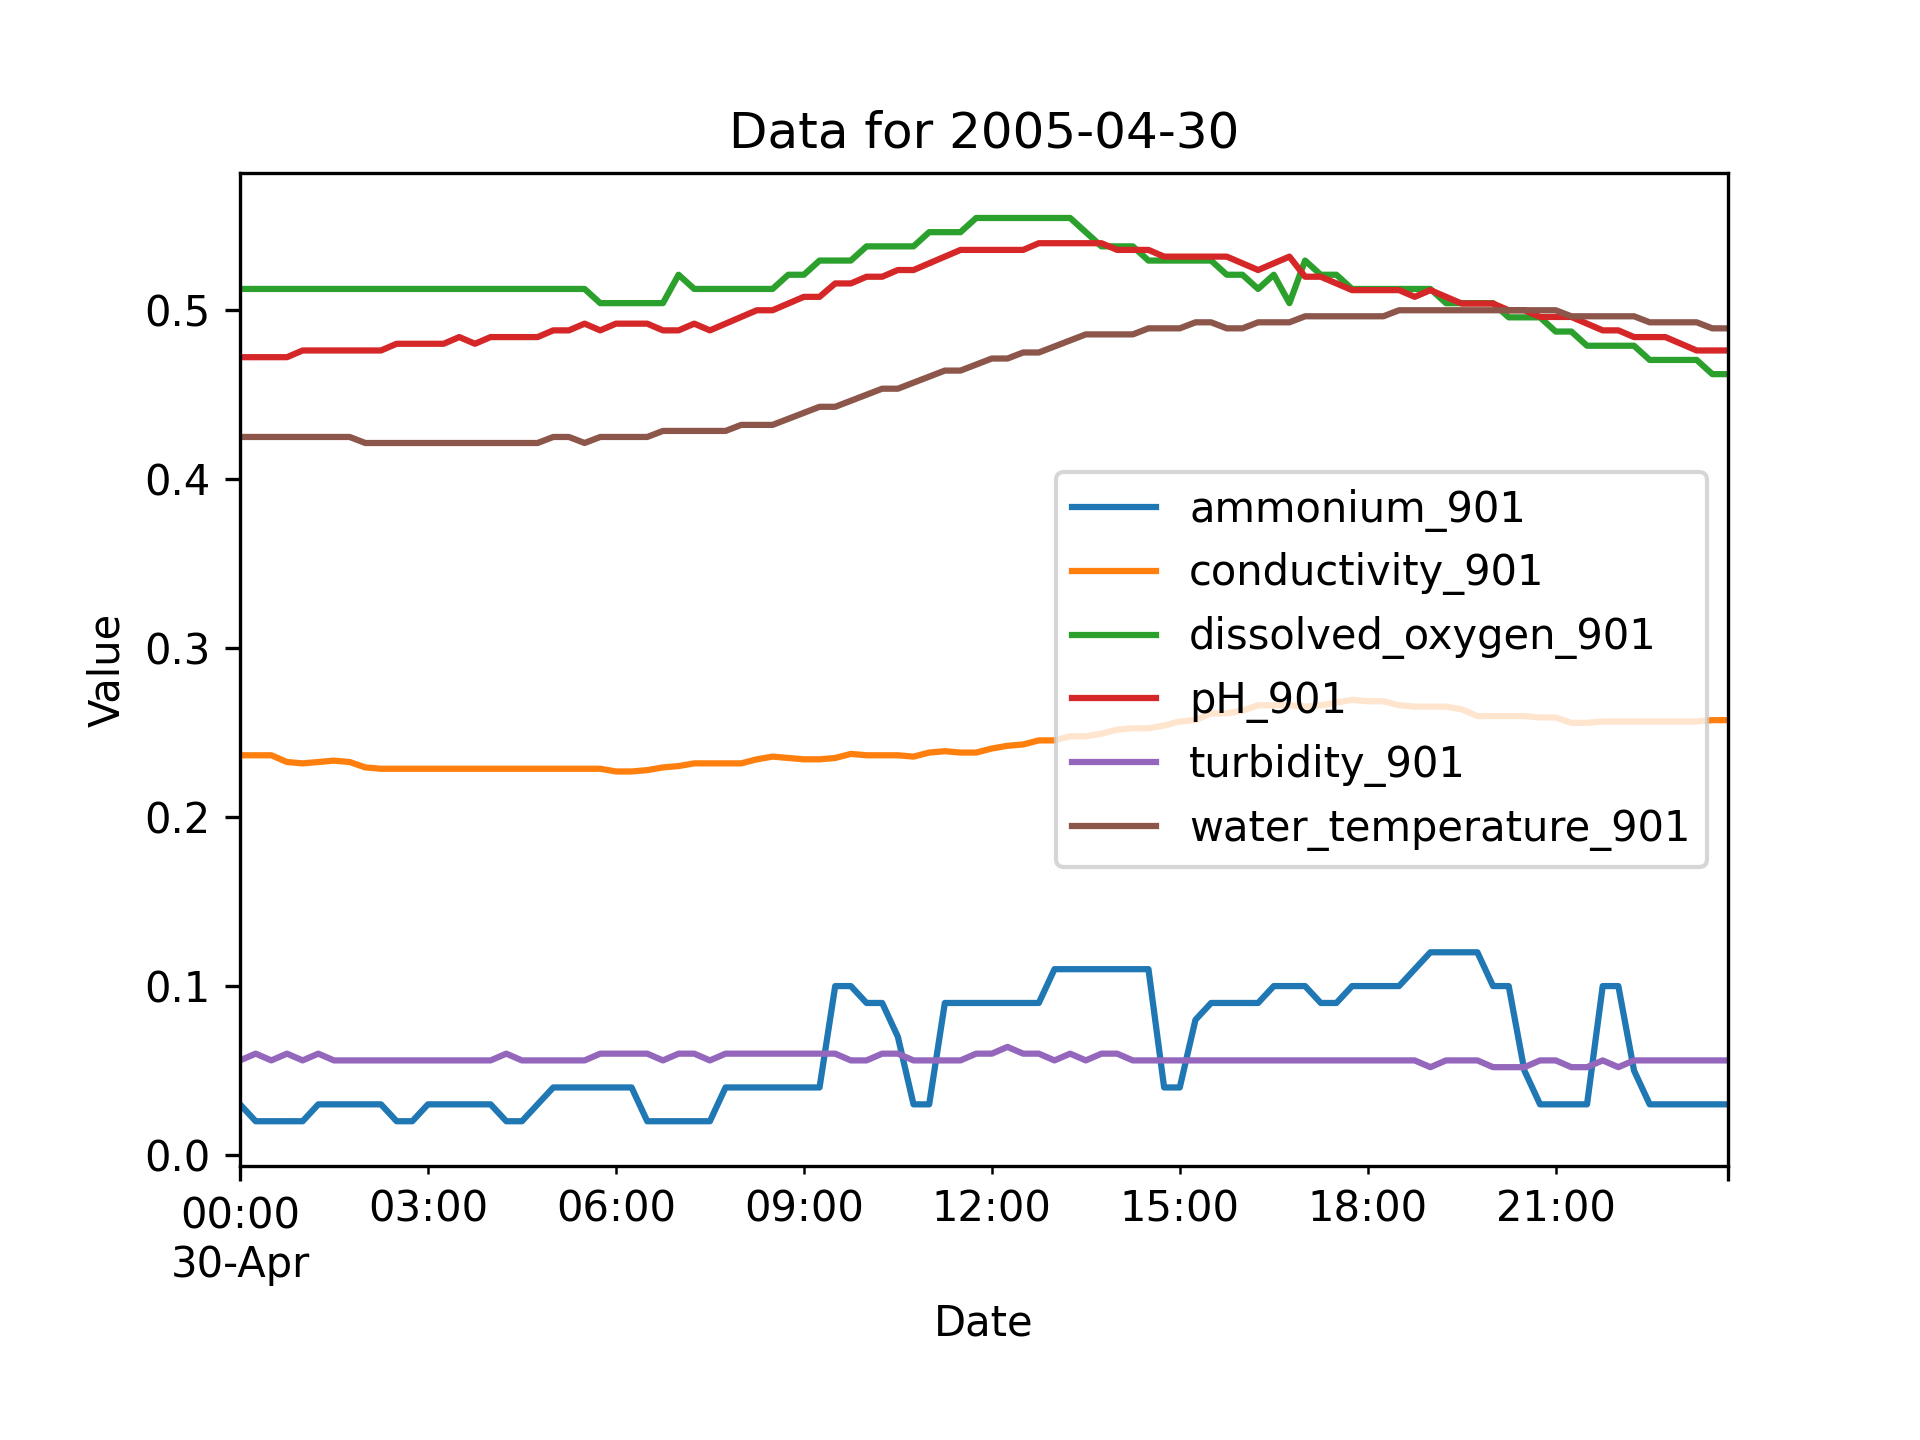 Data for 2005-04-30
Value
0.5
0.4
0.3
0.2
0.1
0.0
ammonium_901
conductivity_901
dissolved_oxygen_901
pH_901
turbidity_901
water_temperature_901
00:00 03:00 06:00 09:00 12:00 15:00 18:00 21:00
30-Apr
Date